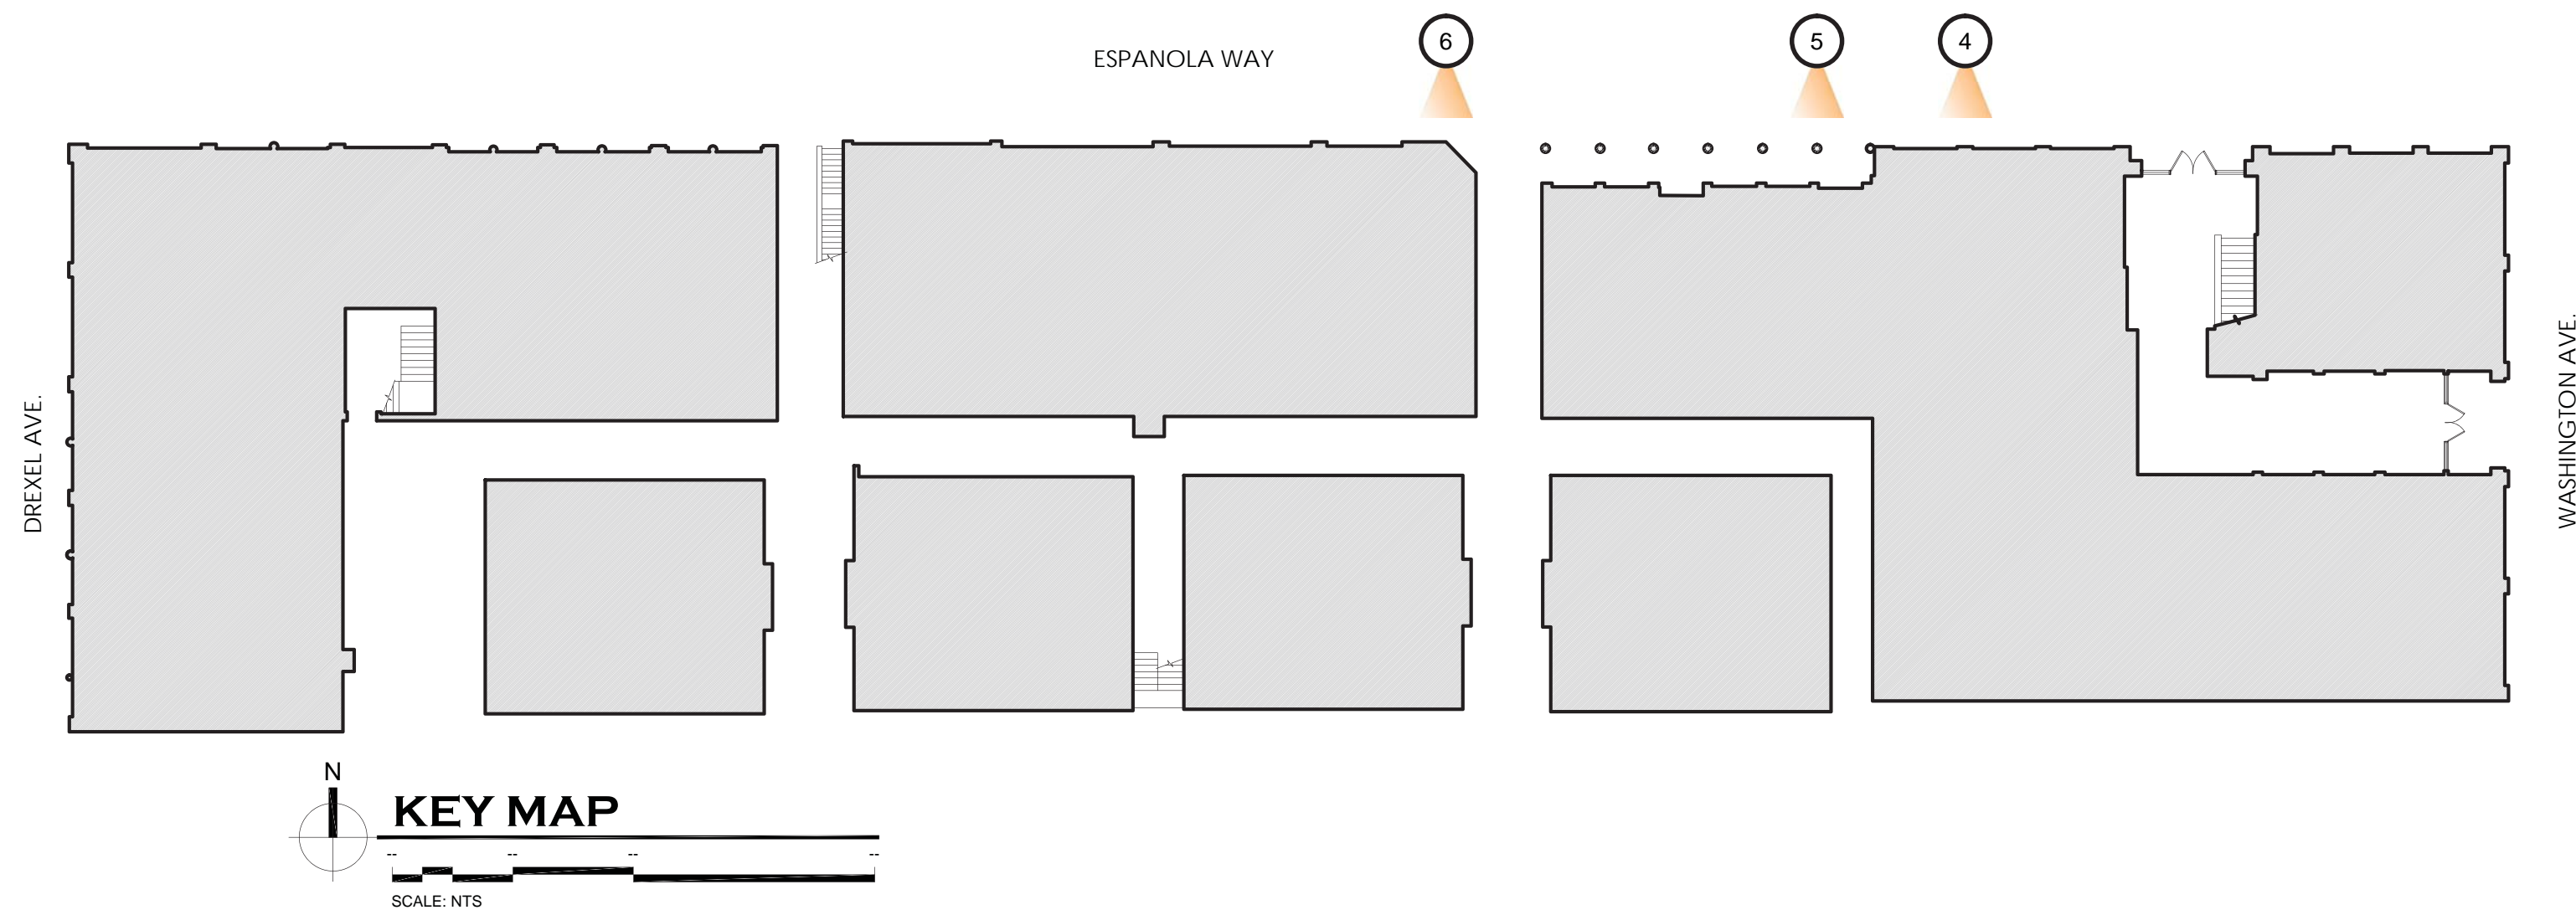 6
5
4
ESPANOLA WAY
DREXEL AVE.
WASHINGTON AVE.
N
KEY MAP
-- -- -- --
SCALE: NTS